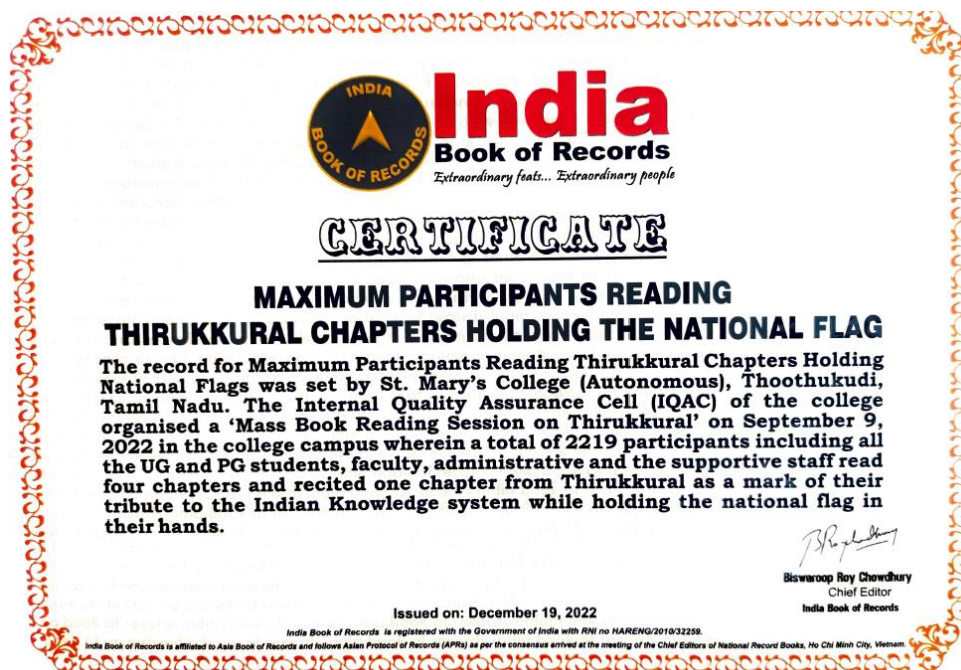 INDIA
BOOK OF RECORDS
India
Book of Records
Extraordinary feats... Extraordinary people
CERTIFICATE
MAXIMUM PARTICIPANTS READING
THIRUKKURAL CHAPTERS HOLDING THE NATIONAL FLAG
The record for Maximum Participants Reading Thirukkural Chapters Holding
National Flags was set by St. Mary's College (Autonomous), Thoothukudi,
Tamil Nadu. The Internal Quality Assurance Cell (IQAC) of the college
organised a 'Mass Book Reading Session on Thirukkural' on September 9,
2022 in the college campus wherein a total of 2219 participants including all
the UG and PG students, faculty, administrative and the supportive staff read
four chapters and recited one chapter from Thirukkural as a mark of their
tribute to the Indian Knowledge system while holding the national flag in
their hands.
Biswaroop Roy Chowdhury
Chief Editor
India Book of Records
Issued on: December 19, 2022
India Book of Records is registered with the Government of India with RNI no HARENG/2010/32259.
India Book of Records is affiliated to Asia Book of Records and follows Asian Protocol of Records (APRs) as per the consensus arrived at the meeting of the Chief Editors of National Record Books, Ho Chi Minh City, Vietnam.